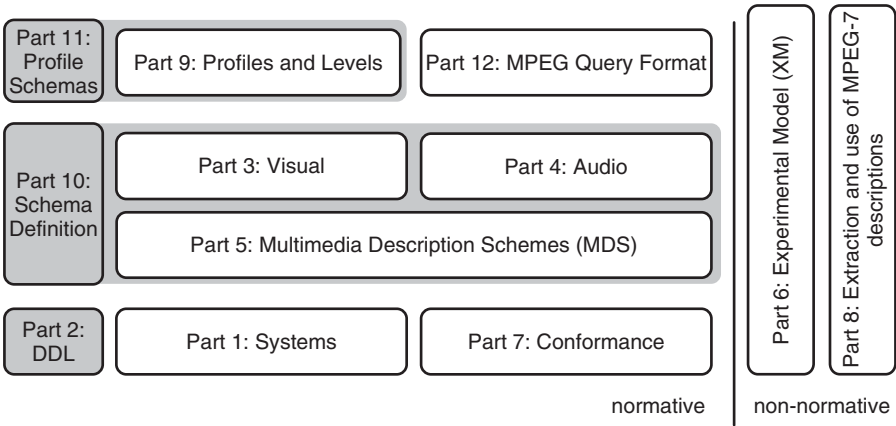 Part 11:
Profile
Schemas
Part 9: Profiles and Levels
Part 12: MPEG Query Format
Part 10:
Schema
Definition
Part 3: Visual
Part 4: Audio
Part 5: Multimedia Description Schemes (MDS)
Part 2:
DDL
Part 1: Systems
Part 7: Conformance
normative
Part 6: Experimental Model (XM)
Part 8: Extraction and use of MPEG-7
descriptions
non-normative